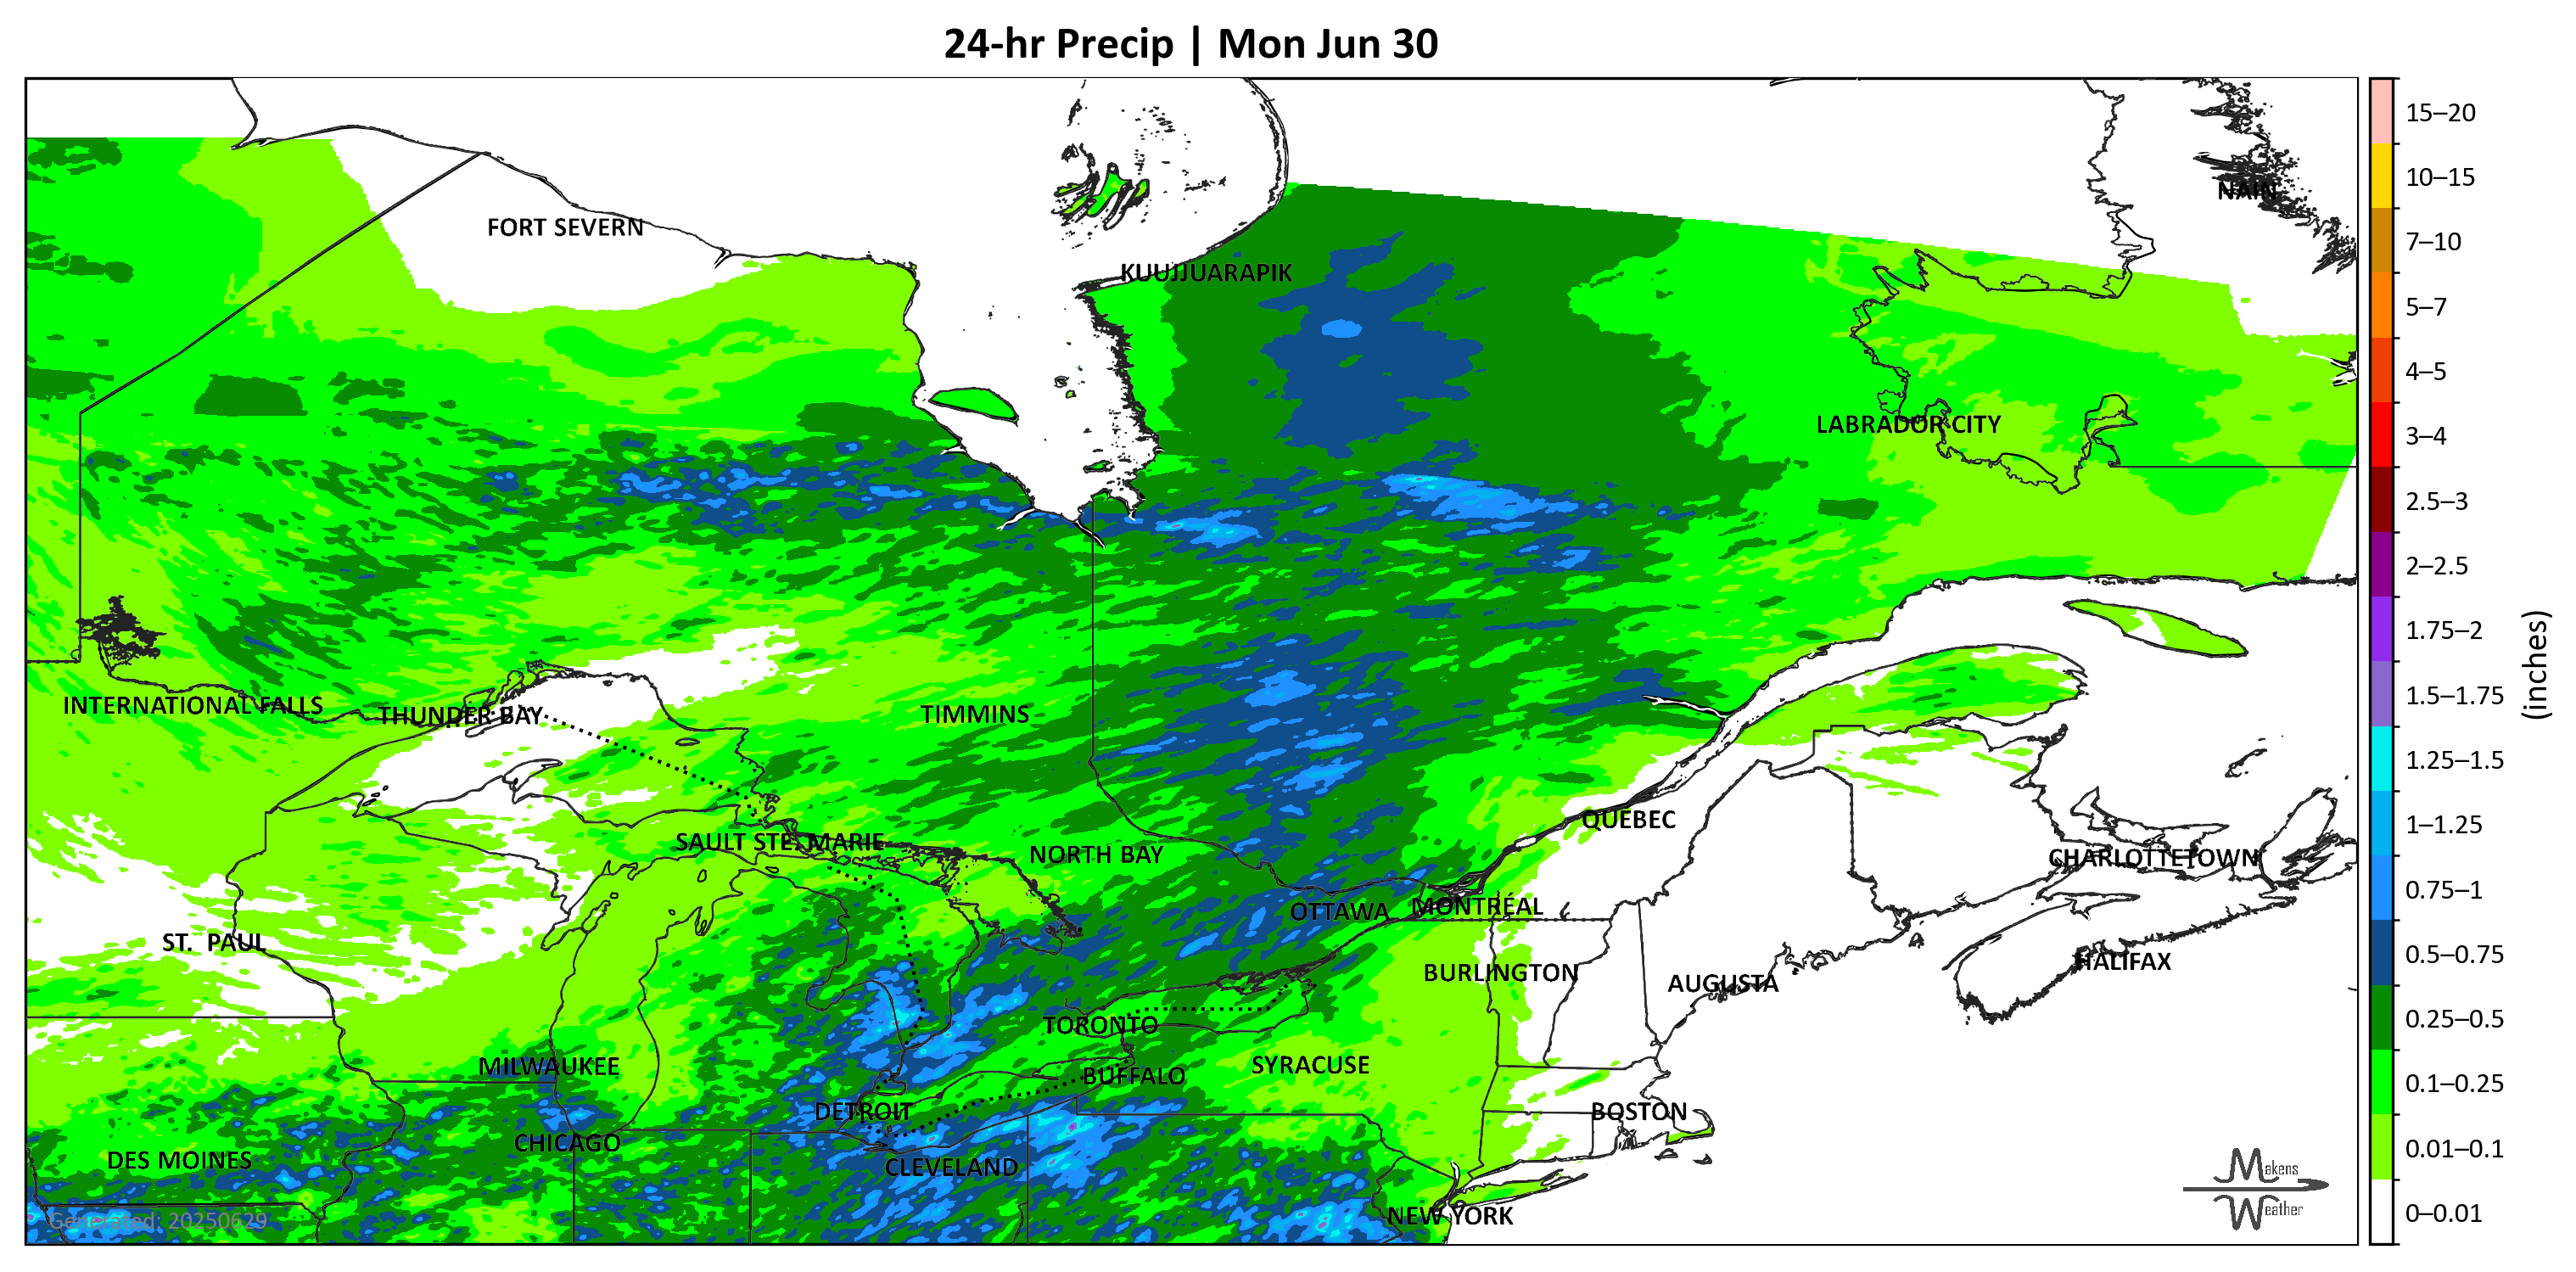 24-hr Precip | Mon Jun 30
15–20
10–15
NAIN
FORT SEVERN
7–10
KUUJJUARAPIK
5–7
4–5
LABRADOR CITY
3–4
2.5–3
2–2.5
1.75–2
(inches)
1.5–1.75
INTERNATIONAL FALLS
THUNDER BAY
TIMMINS
1.25–1.5
QUEBEC
1–1.25
SAULT STE. MARIE
NORTH BAY
CHARLOTTETOWN
0.75–1
OTTAWA
MONTRÉAL
ST. PAUL
0.5–0.75
HALIFAX
BURLINGTON
AUGUSTA
0.25–0.5
TORONTO
MILWAUKEE
SYRACUSE
BUFFALO
0.1–0.25
DETROIT
BOSTON
CHICAGO
0.01–0.1
DES MOINES
CLEVELAND
Makens
Weather
Generated: 20250629
NEW YORK
0–0.01